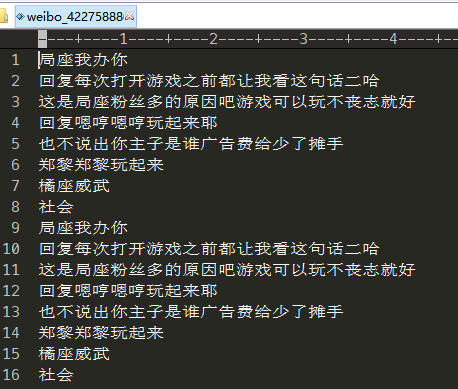 weibo_42275888
----+----1----+----2----+----3----+----4----+
1 局座我办你
2 回复每次打开游戏之前都让我看这句话二哈
3 这是局座粉丝多的原因吧游戏可以玩不丧志就好
4 回复嗯哼嗯哼玩起来耶
5 也不说出你主子是谁广告费给少了摊手
6 郑黎郑黎玩起来
7 橘座威武
8 社会
9 局座我办你
10 回复每次打开游戏之前都让我看这句话二哈
11 这是局座粉丝多的原因吧游戏可以玩不丧志就好
12 回复嗯哼嗯哼玩起来耶
13 也不说出你主子是谁广告费给少了摊手
14 郑黎郑黎玩起来
15 橘座威武
16 社会